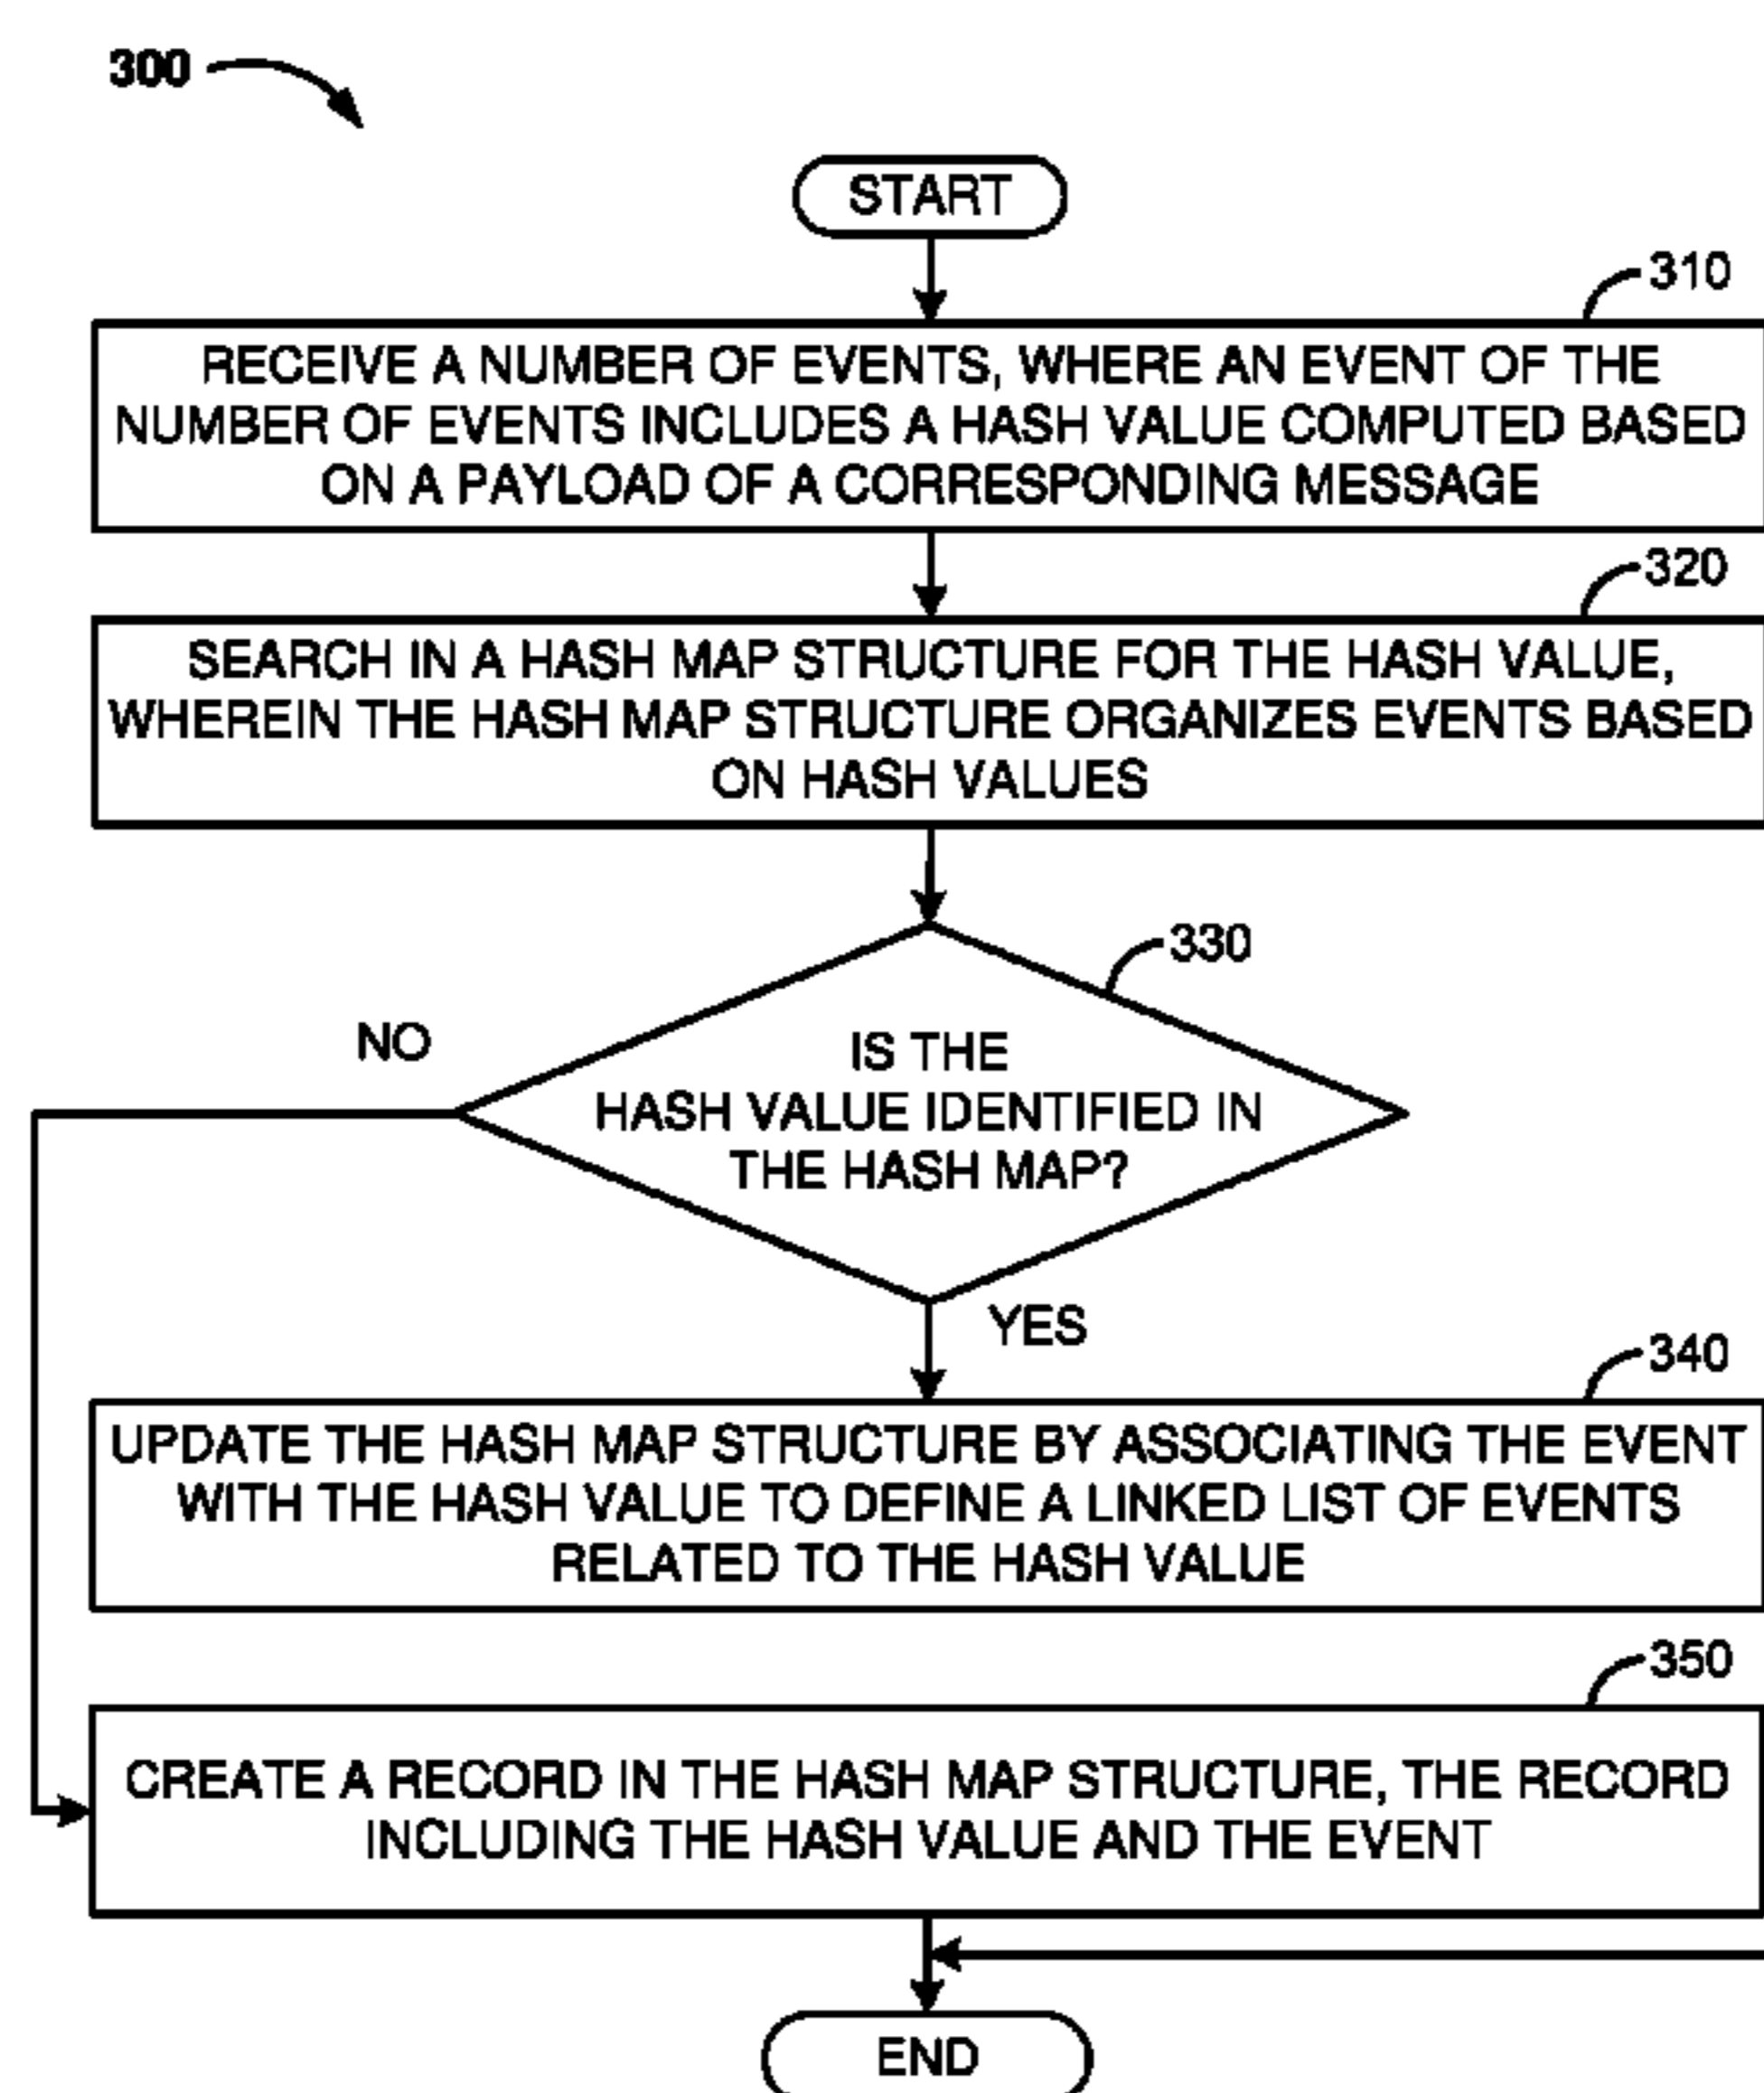 300
START
310
RECEIVE A NUMBER OF EVENTS, WHERE AN EVENT OF THE
NUMBER OF EVENTS INCLUDES A HASH VALUE COMPUTED BASED
ON A PAYLOAD OF A CORRESPONDING MESSAGE
320
SEARCH IN A HASH MAP STRUCTURE FOR THE HASH VALUE,
WHEREIN THE HASH MAP STRUCTURE ORGANIZES EVENTS BASED
ON HASH VALUES
330
NO
IS THE
HASH VALUE IDENTIFIED IN
THE HASH MAP?
YES
340
UPDATE THE HASH MAP STRUCTURE BY ASSOCIATING THE EVENT
WITH THE HASH VALUE TO DEFINE A LINKED LIST OF EVENTS
RELATED TO THE HASH VALUE
350
CREATE A RECORD IN THE HASH MAP STRUCTURE, THE RECORD
INCLUDING THE HASH VALUE AND THE EVENT
END